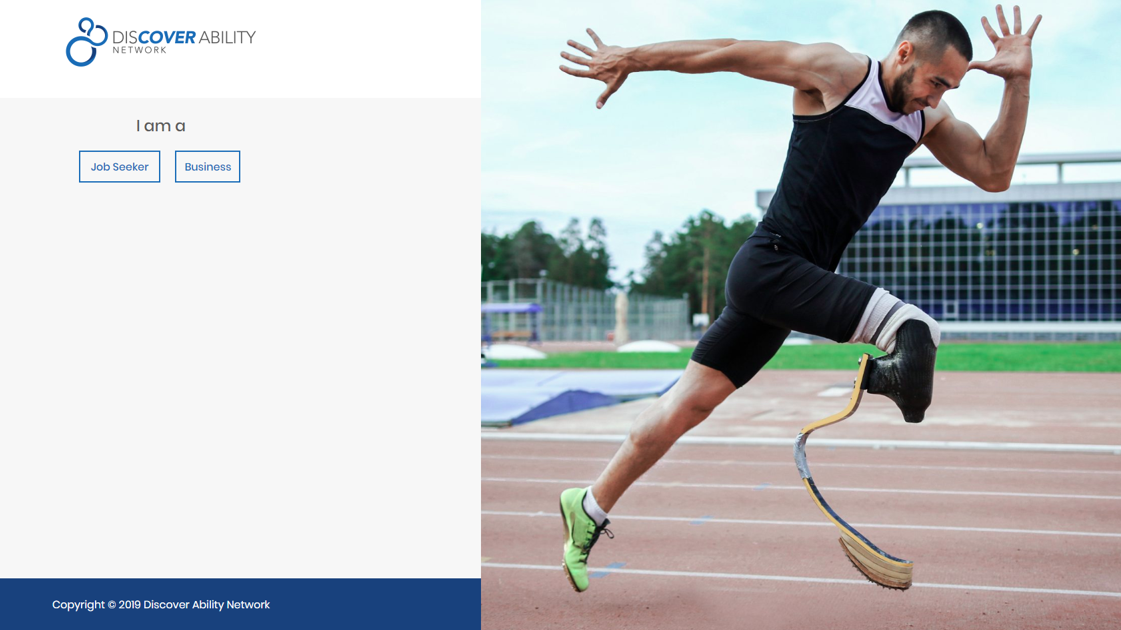 DISCOVER ABILITY
NETWORK
I am a
Job Seeker
Business
Copyright © 2019 Discover Ability Network